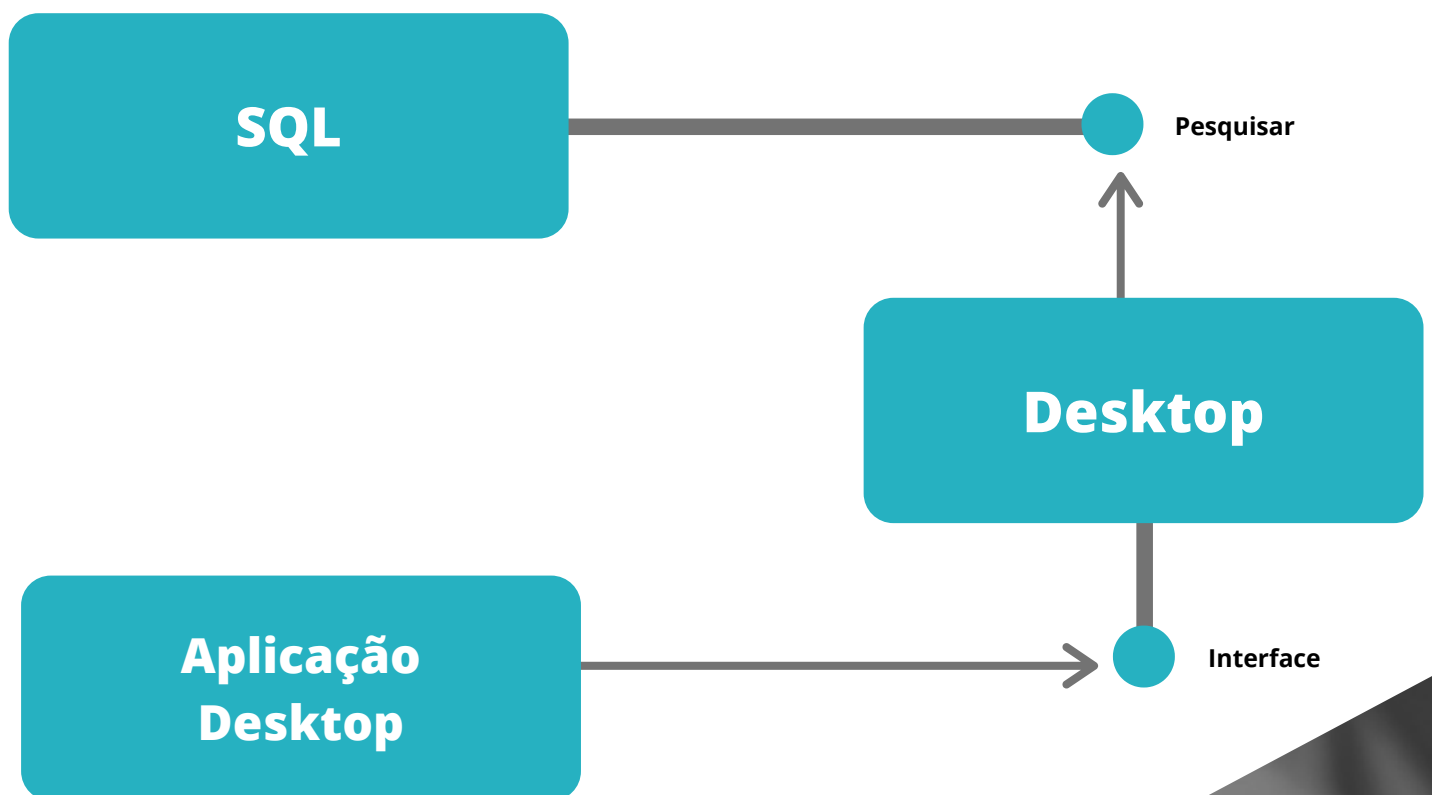 SQL
Pesquisar
Desktop
Aplicação
Desktop
Interface